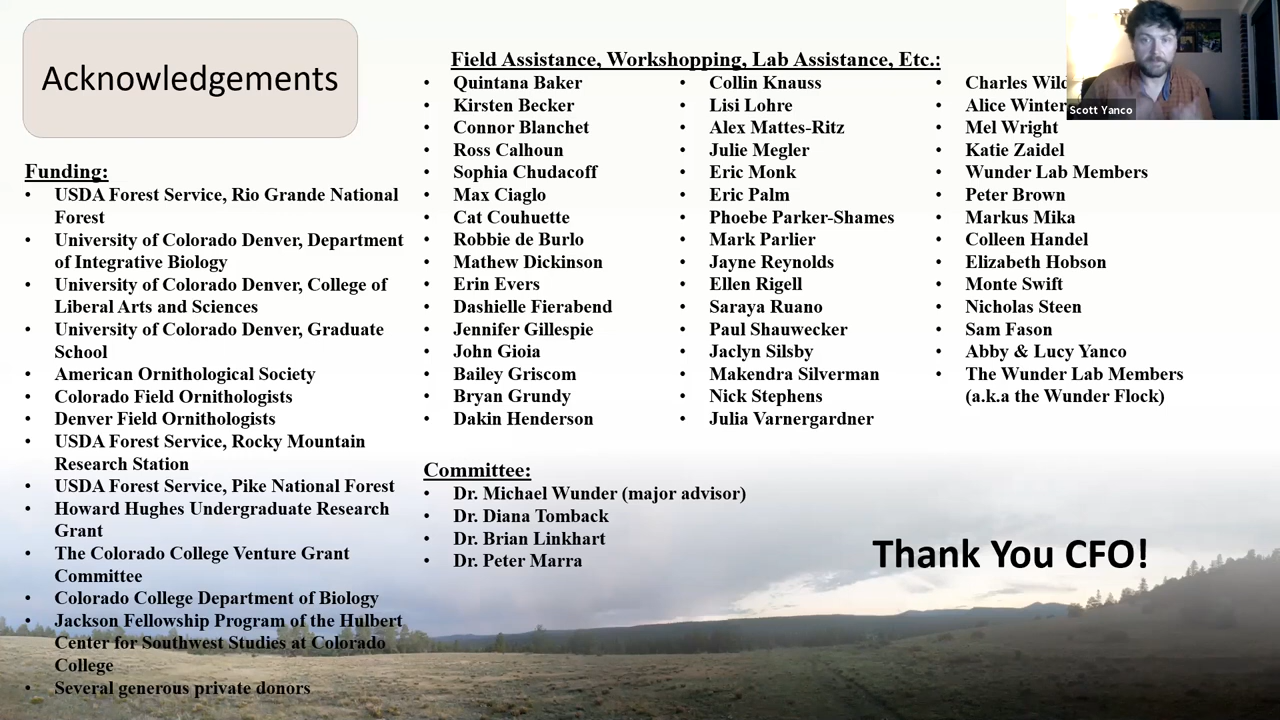 Acknowledgements
Funding:
• USDA Forest Service, Rio Grande National
Forest
• University of Colorado Denver, Department
of Integrative Biology
• University of Colorado Denver, College of
Liberal Arts and Sciences
• University of Colorado Denver, Graduate
School
• American Ornithological Society
• Colorado Field Ornithologists
• Denver Field Ornithologists
• USDA Forest Service, Rocky Mountain
Research Station
• USDA Forest Service, Pike National Forest
• Howard Hughes Undergraduate Research
Grant
• The Colorado College Venture Grant
Committee
• Colorado College Department of Biology
• Jackson Fellowship Program of the Hulbert
Center for Southwest Studies at Colorado
College
• Several generous private donors
Field Assistance, Workshopping, Lab Assistance, Etc.:
• Quintana Baker
• Kirsten Becker
• Connor Blanchet
• Ross Calhoun
• Sophia Chudacoff
• Max Ciaglo
• Cat Couhuette
• Robbie de Burlo
• Mathew Dickinson
• Erin Evers
• Dashielle Fierabend
• Jennifer Gillespie
• John Gioia
• Bailey Griscom
• Bryan Grundy
• Dakin Henderson
• Collin Knauss
• Lisi Lohre
• Alex Mattes-Ritz
• Julie Megler
• Eric Monk
• Eric Palm
• Phoebe Parker-Shames
• Mark Parlier
• Jayne Reynolds
• Ellen Rigell
• Saraya Ruano
• Paul Shauwecker
• Jaclyn Silsby
• Makendra Silverman
• Nick Stephens
• Julia Varnergardner
• Charles
• Alice
• Mel Wright
• Katie Zaidel
• Wunder Lab Members
• Peter Brown
• Markus Mika
• Colleen Handel
• Elizabeth Hobson
• Monte Swift
• Nicholas Steen
• Sam Fason
• Abby & Lucy Yanco
• The Wunder Lab Members
(a.k.a the Wunder Flock)
Scott Yanco
Committee:
• Dr. Michael Wunder (major advisor)
• Dr. Diana Tomback
• Dr. Brian Linkhart
• Dr. Peter Marra
Thank You CFO!